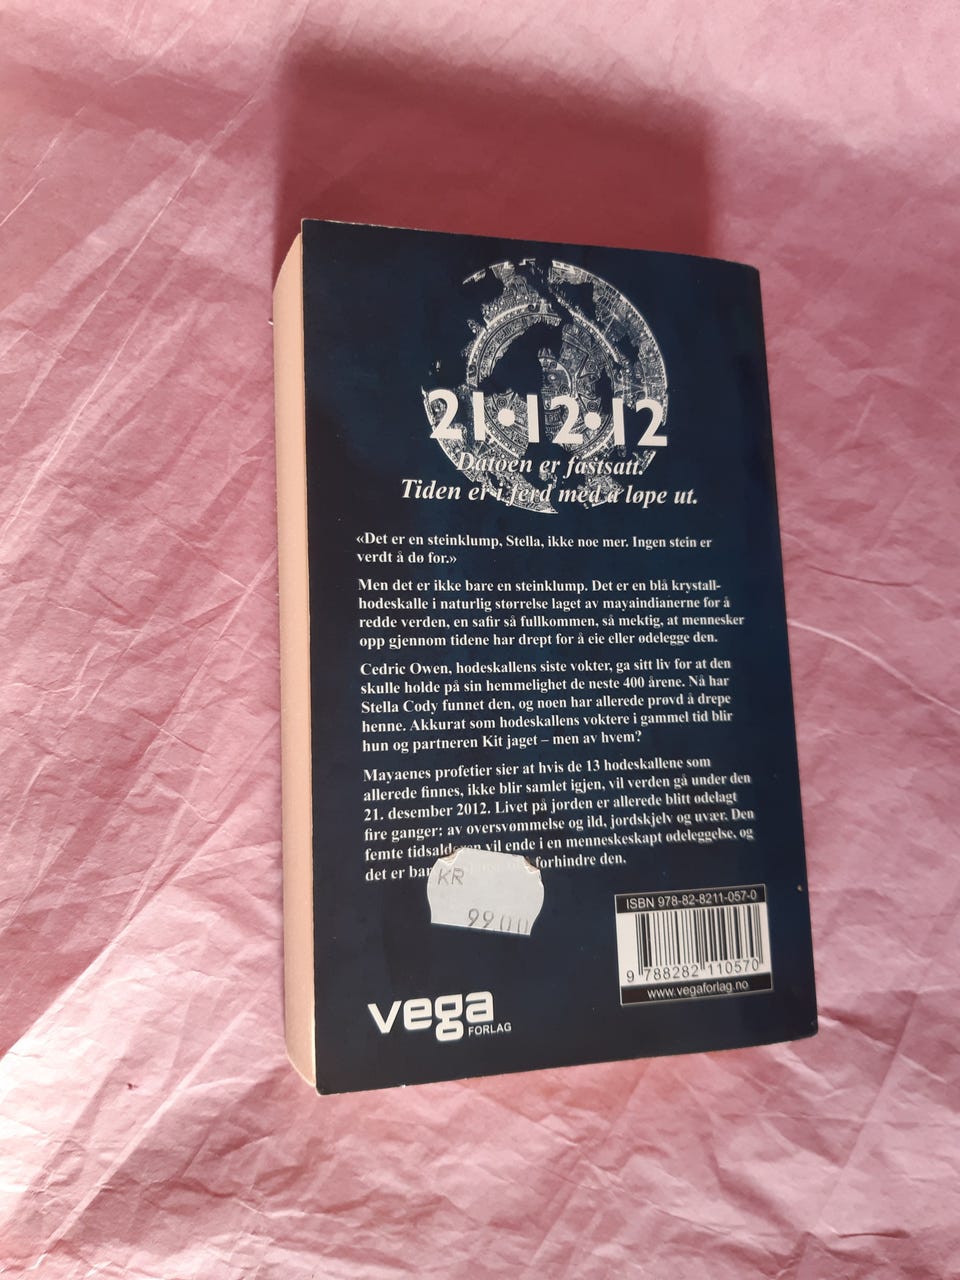 21•12•12
Datoen er fastsatt.
Tiden er i ferd med å løpe ut.
«Det er en steinklump, Stella, ikke noe mer. Ingen stein er
verdt å dø for.»
Men det er ikke bare en steinklump. Det er en blå krystall-
hodeskalle i naturlig størrelse laget av mayaindianerne for å
redde verden, en safir så fullkommen, så mektig, at mennesker
opp gjennom tidene har drept for å eie eller ødelegge den.
Cedric Owen, hodeskallens siste vokter, ga sitt liv for at den
skulle holde på sin hemmelighet de neste 400 årene. Nå har
Stella Cody funnet den, og noen har allerede prøvd å drepe
henne. Akkurat som hodeskallens voktere i gammel tid blir
hun og partneren Kit jaget – men av hvem?
Mayaenes profetier sier at hvis de 13 hodeskallene som
allerede finnes, ikke blir samlet igjen, vil verden gå under den
21. desember 2012. Livet på jorden er allerede blitt ødelagt
fire ganger: av oversvømmelse og ild, jordskjelv og uvær. Den
femte tidsalderen vil ende i en menneskeskapt ødeleggelse, og
det er bar forhindre den.
KR
99.00
ISBN 978-82-8211-057-0
9 788282 110570
www.vegaforlag.no
vega
FORLAG